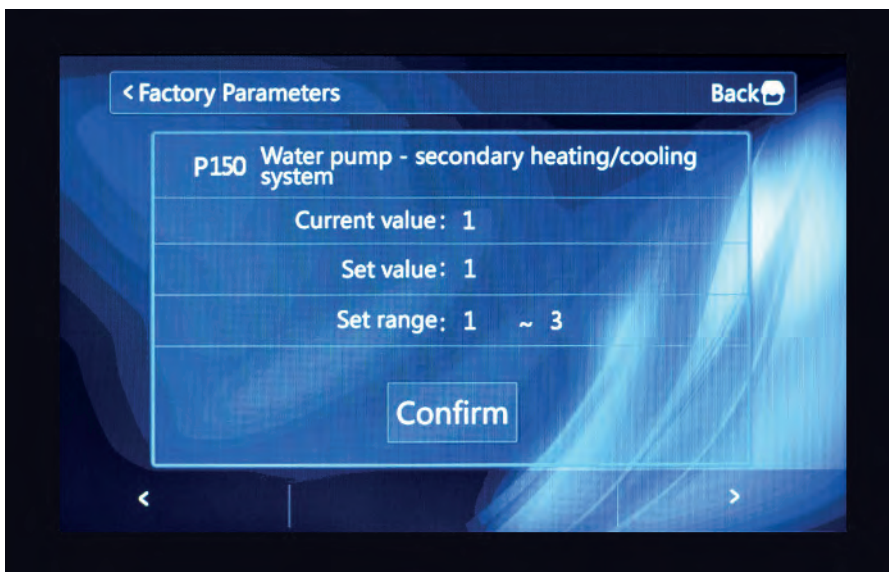 < Factory Parameters Back
P150 Water pump - secondary heating/cooling
system
Current value: 1
Set value: 1
Set range: 1 ~ 3
Confirm
< >